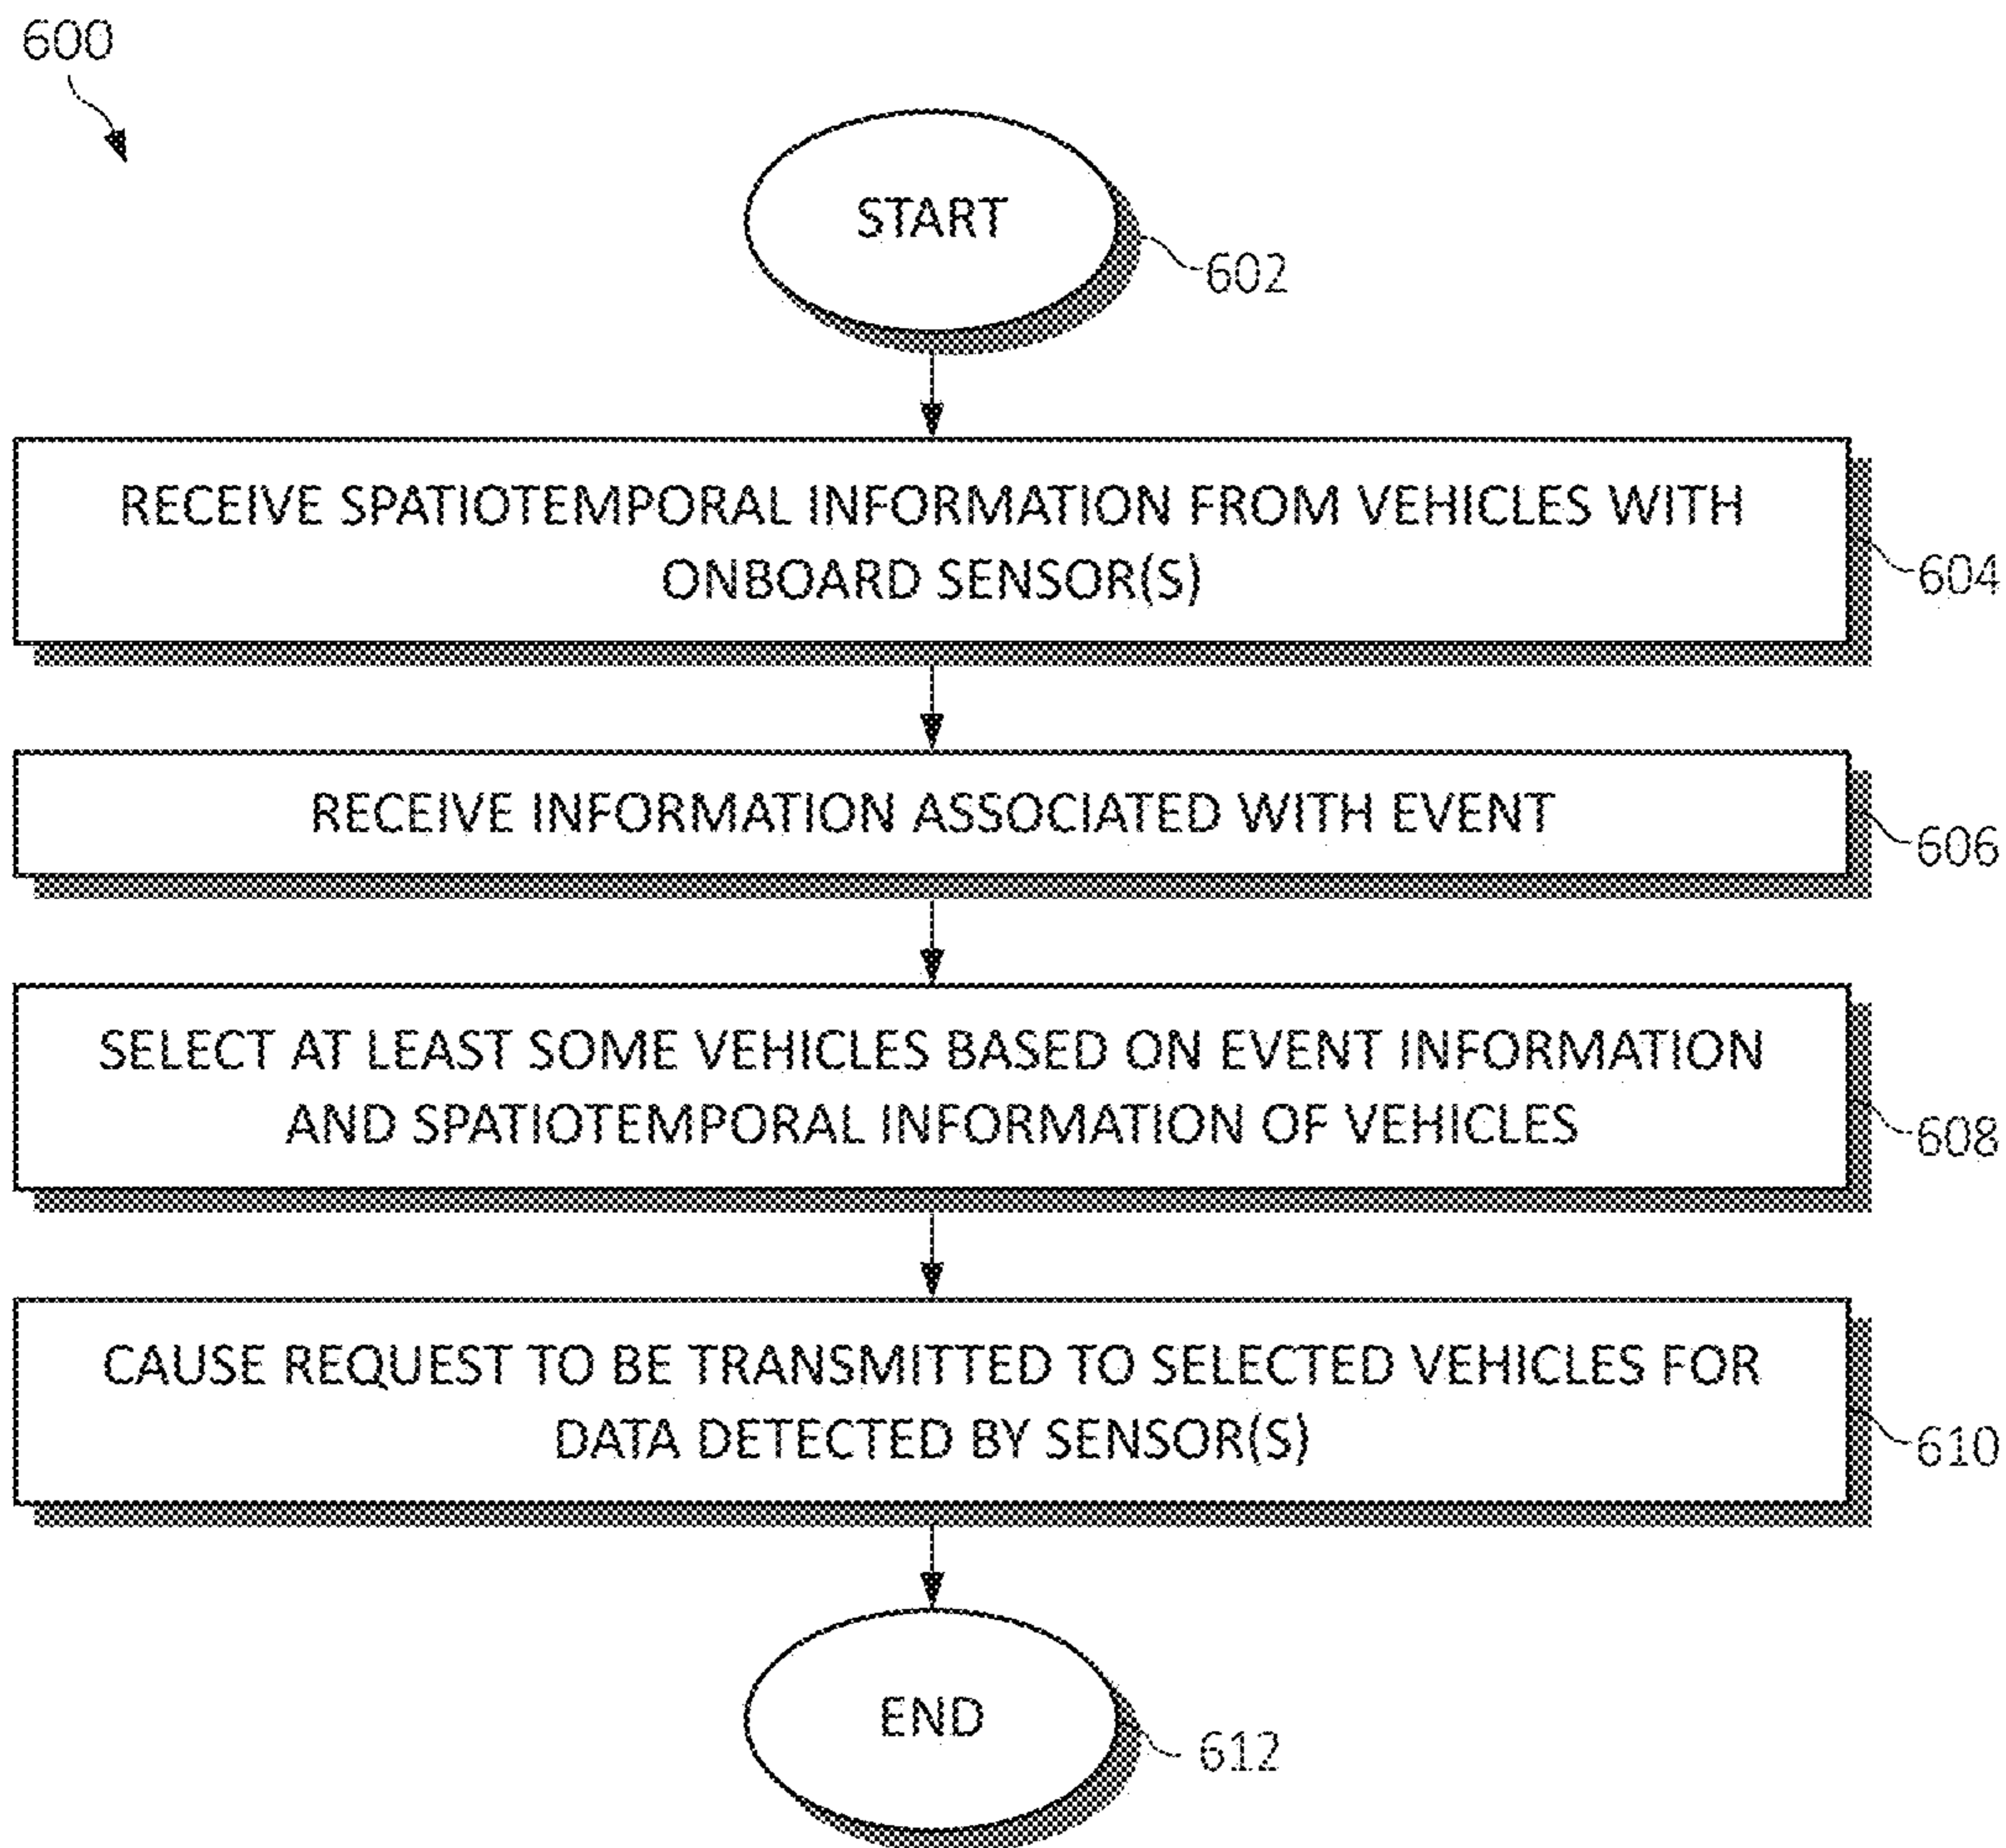 600
START
602
RECEIVE SPATIOTEMPORAL INFORMATION FROM VEHICLES WITH
ONBOARD SENSOR(S)
604
RECEIVE INFORMATION ASSOCIATED WITH EVENT
606
SELECT AT LEAST SOME VEHICLES BASED ON EVENT INFORMATION
AND SPATIOTEMPORAL INFORMATION OF VEHICLES
608
CAUSE REQUEST TO BE TRANSMITTED TO SELECTED VEHICLES FOR
DATA DETECTED BY SENSOR(S)
610
END
612